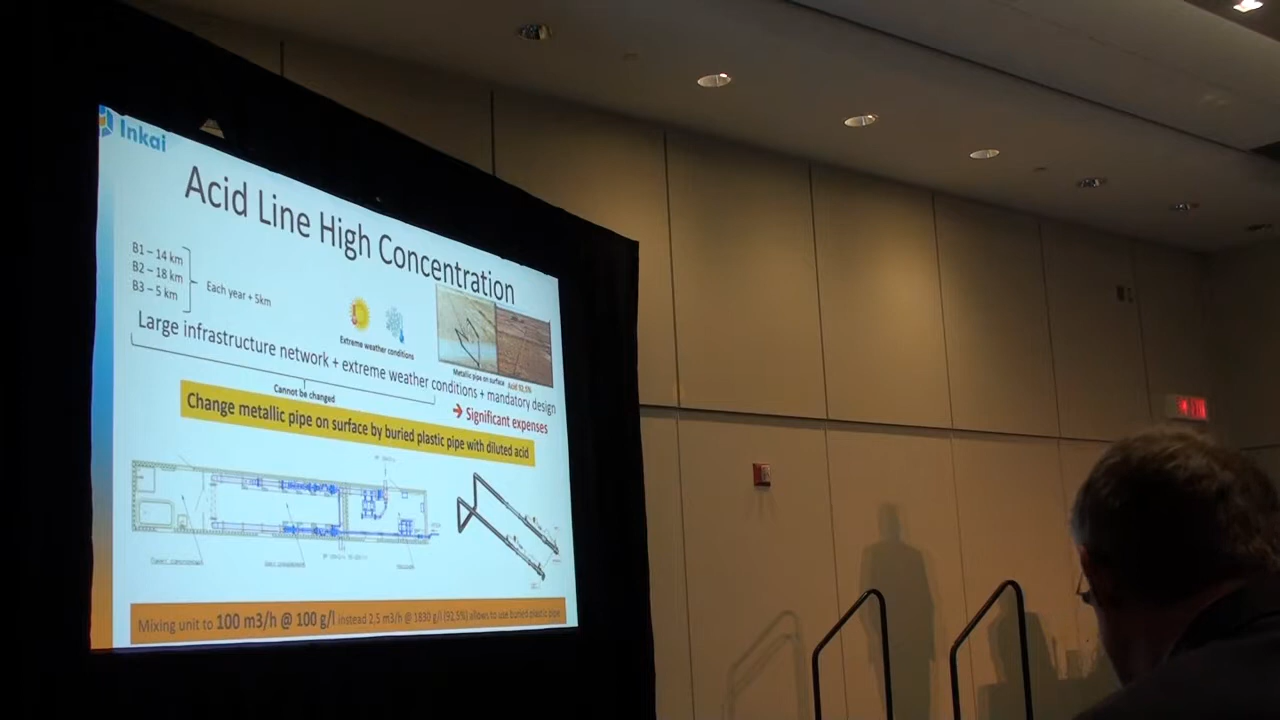 Inkai
Acid Line High Concentration
B1 – 14 km
B2 – 18 km
B3 – 5 km
Each year + 5km
Extreme weather conditions
Metallic pipe on surface
Acid 92,5%
Large infrastructure network + extreme weather conditions + mandatory design
Cannot be changed
➔ Significant expenses
Change metallic pipe on surface by buried plastic pipe with diluted acid
Mixing unit to 100 m3/h @ 100 g/l instead 2,5 m3/h @ 1830 g/l (92,5%) allows to use buried plastic pipe